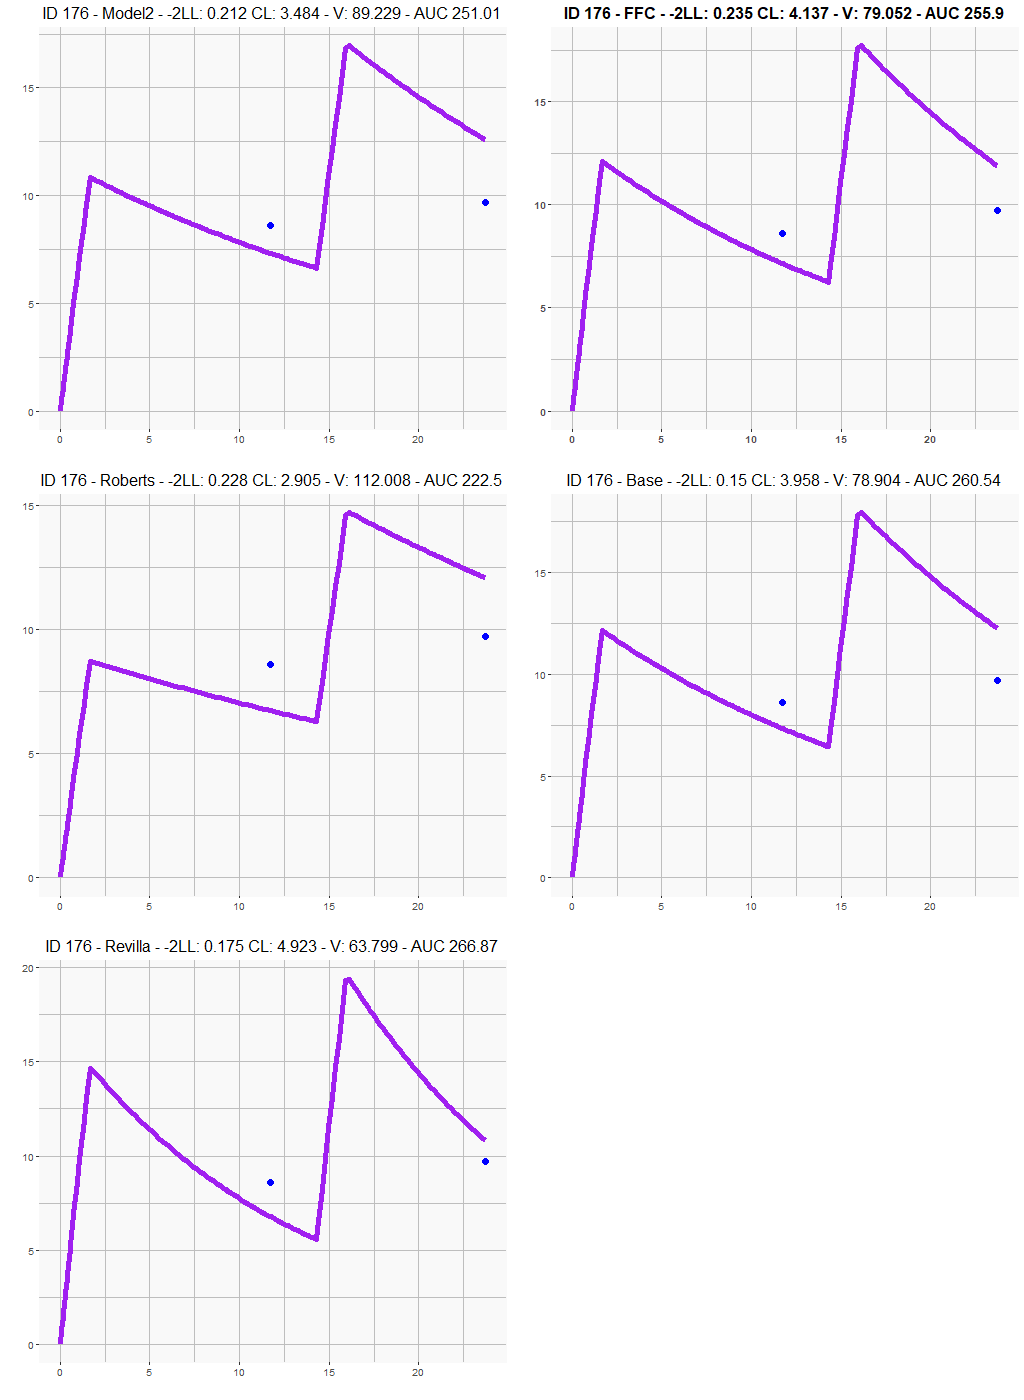 ID 176 - Model2 - -2LL: 0.212 CL: 3.484 - V: 89.229 - AUC 251.01
15
10
5
0
0 5 10 15 20
ID 176 - FFC - -2LL: 0.235 CL: 4.137 - V: 79.052 - AUC 255.9
15
10
5
0
0 5 10 15 20
ID 176 - Roberts - -2LL: 0.228 CL: 2.905 - V: 112.008 - AUC 222.5
15
10
5
0
0 5 10 15 20
ID 176 - Base - -2LL: 0.15 CL: 3.958 - V: 78.904 - AUC 260.54
15
10
5
0
0 5 10 15 20
ID 176 - Revilla - -2LL: 0.175 CL: 4.923 - V: 63.799 - AUC 266.87
20
15
10
5
0
0 5 10 15 20